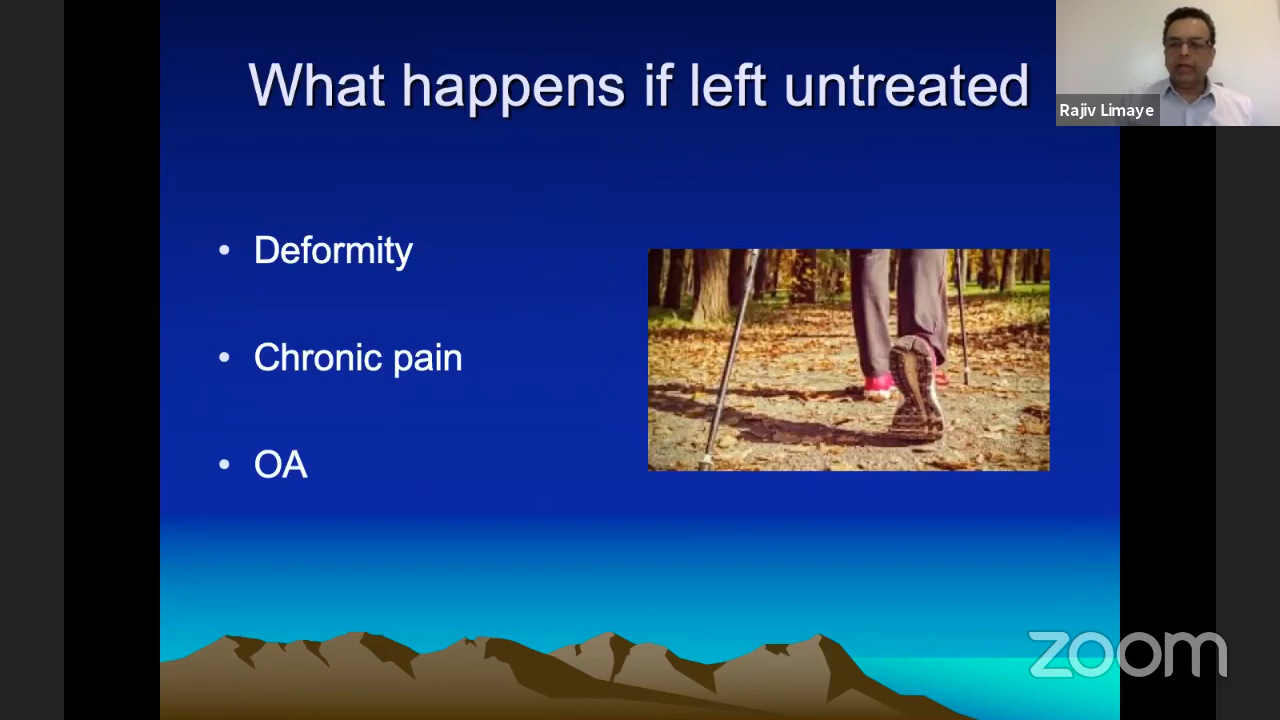 What happens if left untreated
Rajiv Limaye
• Deformity
• Chronic pain
• OA
zoom